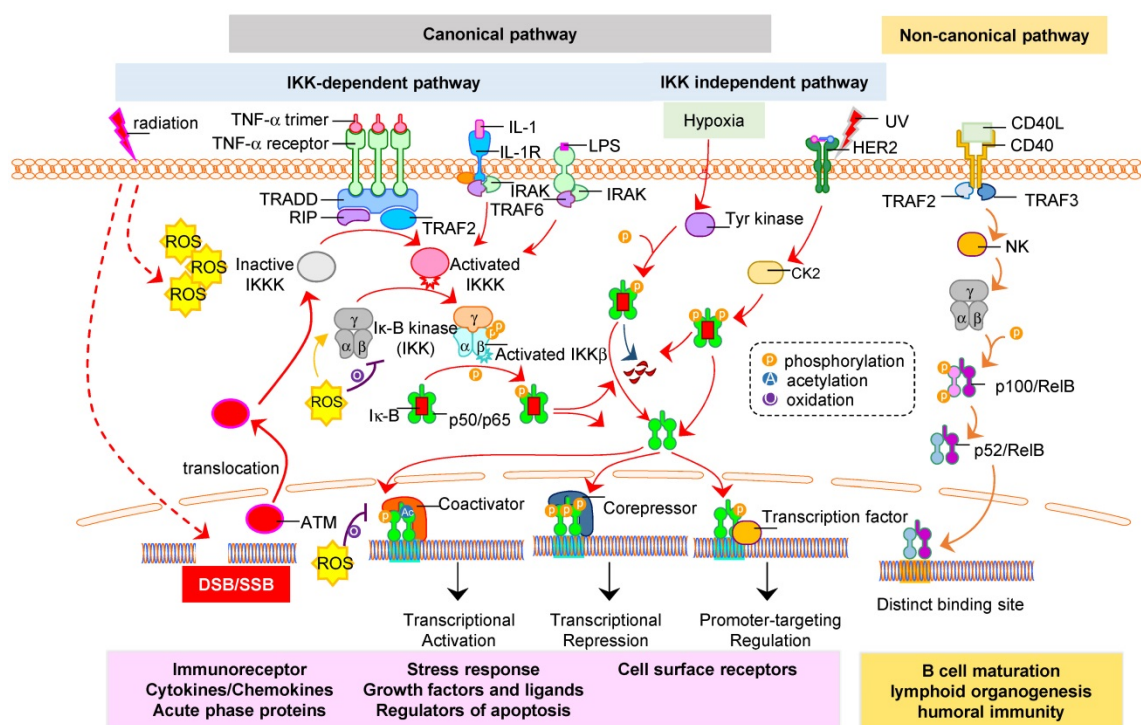 Canonical pathway
Non-canonical pathway
IKK-dependent pathway
IKK independent pathway
radiation
TNF-α trimer
TNF-α receptor
TRADD
RIP
TRAF2
IL-1
IL-1R
IRAK
TRAF6
LPS
IRAK
Hypoxia
UV
HER2
CD40L
CD40
TRAF2
TRAF3
Tyr kinase
CK2
NK
ROS
ROS
ROS
Inactive
IKKK
Activated
IKKK
P
P
P
P
γ
α β
Iκ-B kinase
(IKK)
γ
α β
P
P
Activated IKKβ
γ
α β
P
O
ROS
P
P
Iκ-B
p50/p65
P phosphorylation
A acetylation
O oxidation
P
P
p100/RelB
p52/RelB
translocation
ATM
O
ROS
DSB/SSB
P
Ac
Coactivator
P
P
P
Corepressor
P
Transcription factor
Distinct binding site
Transcriptional
Activation
Transcriptional
Repression
Promoter-targeting
Regulation
Immunoreceptor
Cytokines/Chemokines
Acute phase proteins
Stress response
Growth factors and ligands
Regulators of apoptosis
Cell surface receptors
B cell maturation
lymphoid organogenesis
humoral immunity